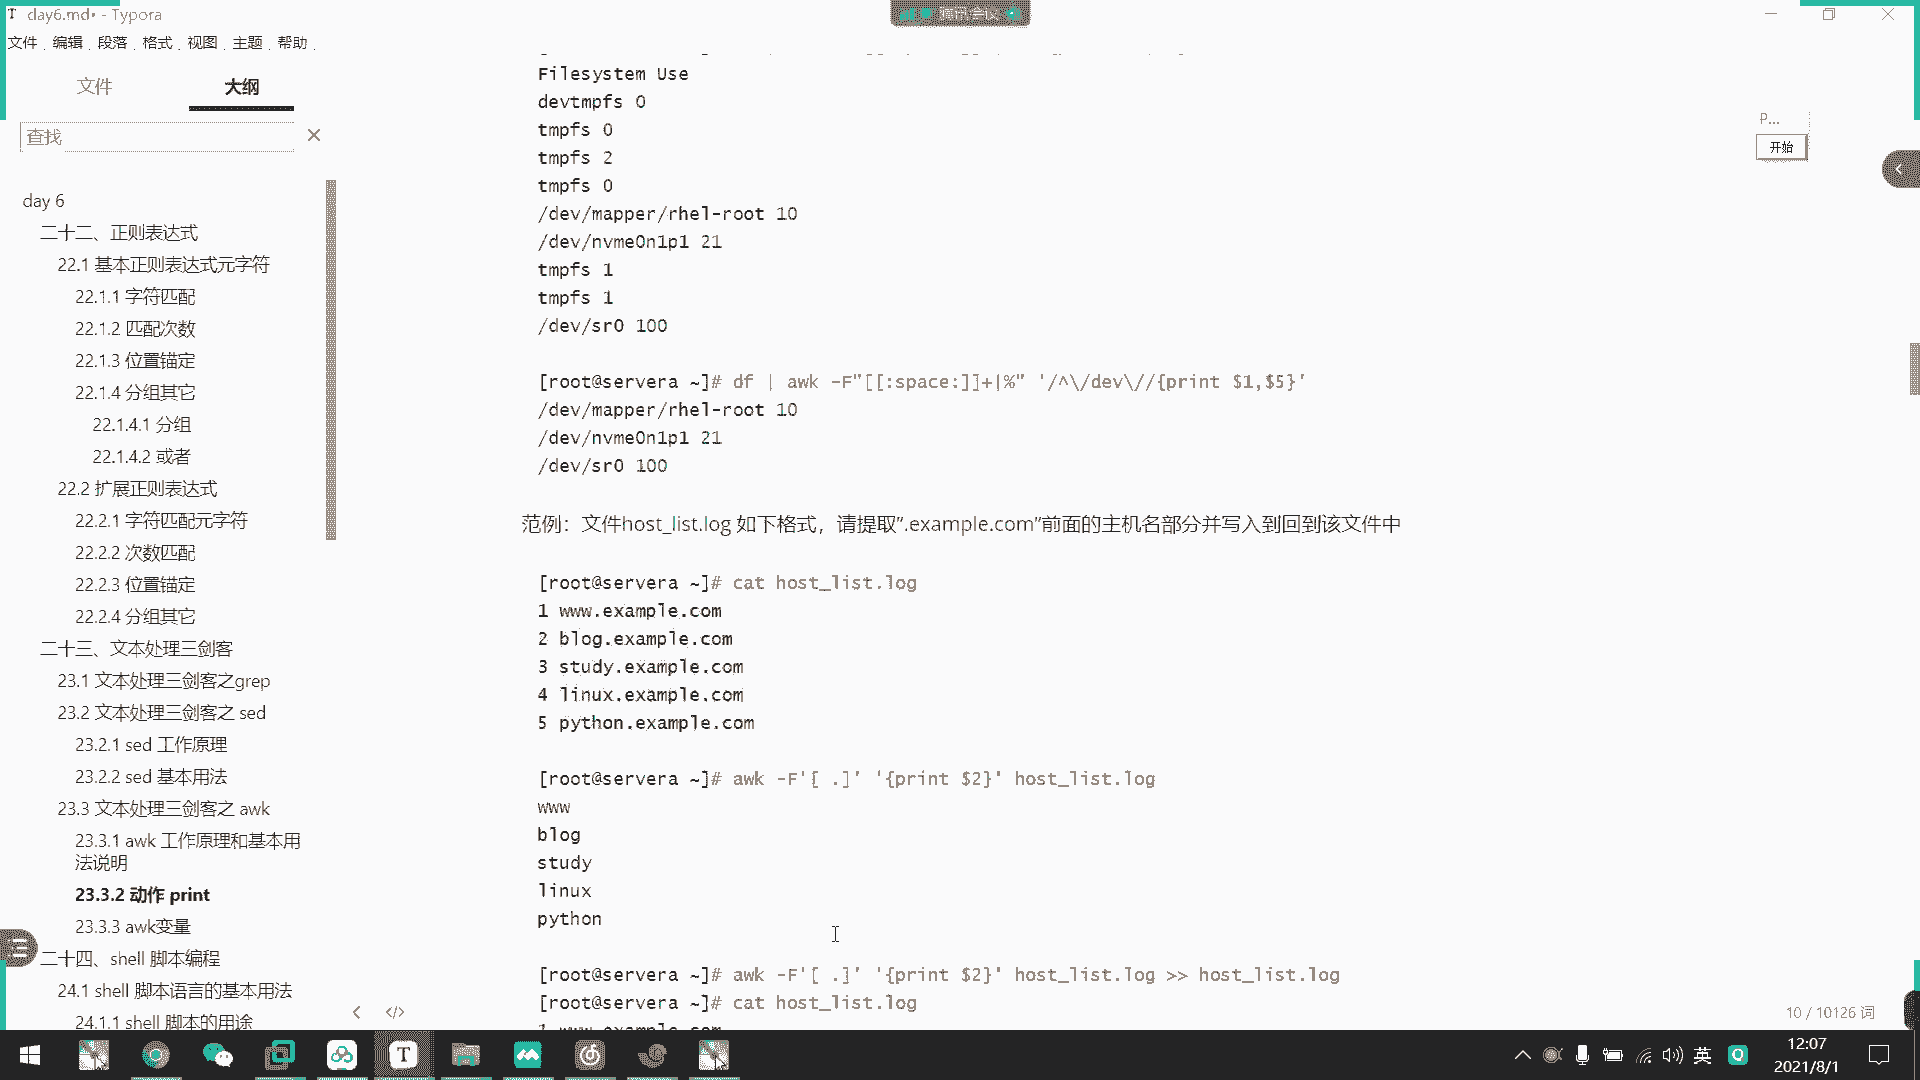 day6.md• - Typora
腾讯会议
文件 编辑 段落 格式 视图 主题 帮助
文件 大纲
查找
day 6
二十二、正则表达式
22.1 基本正则表达式元字符
22.1.1 字符匹配
22.1.2 匹配次数
22.1.3 位置锚定
22.1.4 分组其它
22.1.4.1 分组
22.1.4.2 或者
22.2 扩展正则表达式
22.2.1 字符匹配元字符
22.2.2 次数匹配
22.2.3 位置锚定
22.2.4 分组其它
二十三、文本处理三剑客
23.1 文本处理三剑客之grep
23.2 文本处理三剑客之 sed
23.2.1 sed 工作原理
23.2.2 sed 基本用法
23.3 文本处理三剑客之 awk
23.3.1 awk 工作原理和基本用
法说明
23.3.2 动作 print
23.3.3 awk变量
二十四、shell 脚本编程
24.1 shell 脚本语言的基本用法
24.1.1 shell 脚本的用途
Filesystem Use
devtmpfs 0
tmpfs 0
tmpfs 2
tmpfs 0
/dev/mapper/rhel-root 10
/dev/nvme0n1p1 21
tmpfs 1
tmpfs 1
/dev/sr0 100
[root@servera ~]# df | awk -F"[[:space:]]+|%" '/^\/dev\//{print $1,$5}'
/dev/mapper/rhel-root 10
/dev/nvme0n1p1 21
/dev/sr0 100
范例：文件host_list.log 如下格式，请提取".example.com"前面的主机名部分并写入到回到该文件中
[root@servera ~]# cat host_list.log
1 www.example.com
2 blog.example.com
3 study.example.com
4 linux.example.com
5 python.example.com
[root@servera ~]# awk -F'[ .]' '{print $2}' host_list.log
www
blog
study
linux
python
[root@servera ~]# awk -F'[ .]' '{print $2}' host_list.log >> host_list.log
[root@servera ~]# cat host_list.log
1 www.example.com
P...
开始
10 / 10126 词
英
12:07
2021/8/1